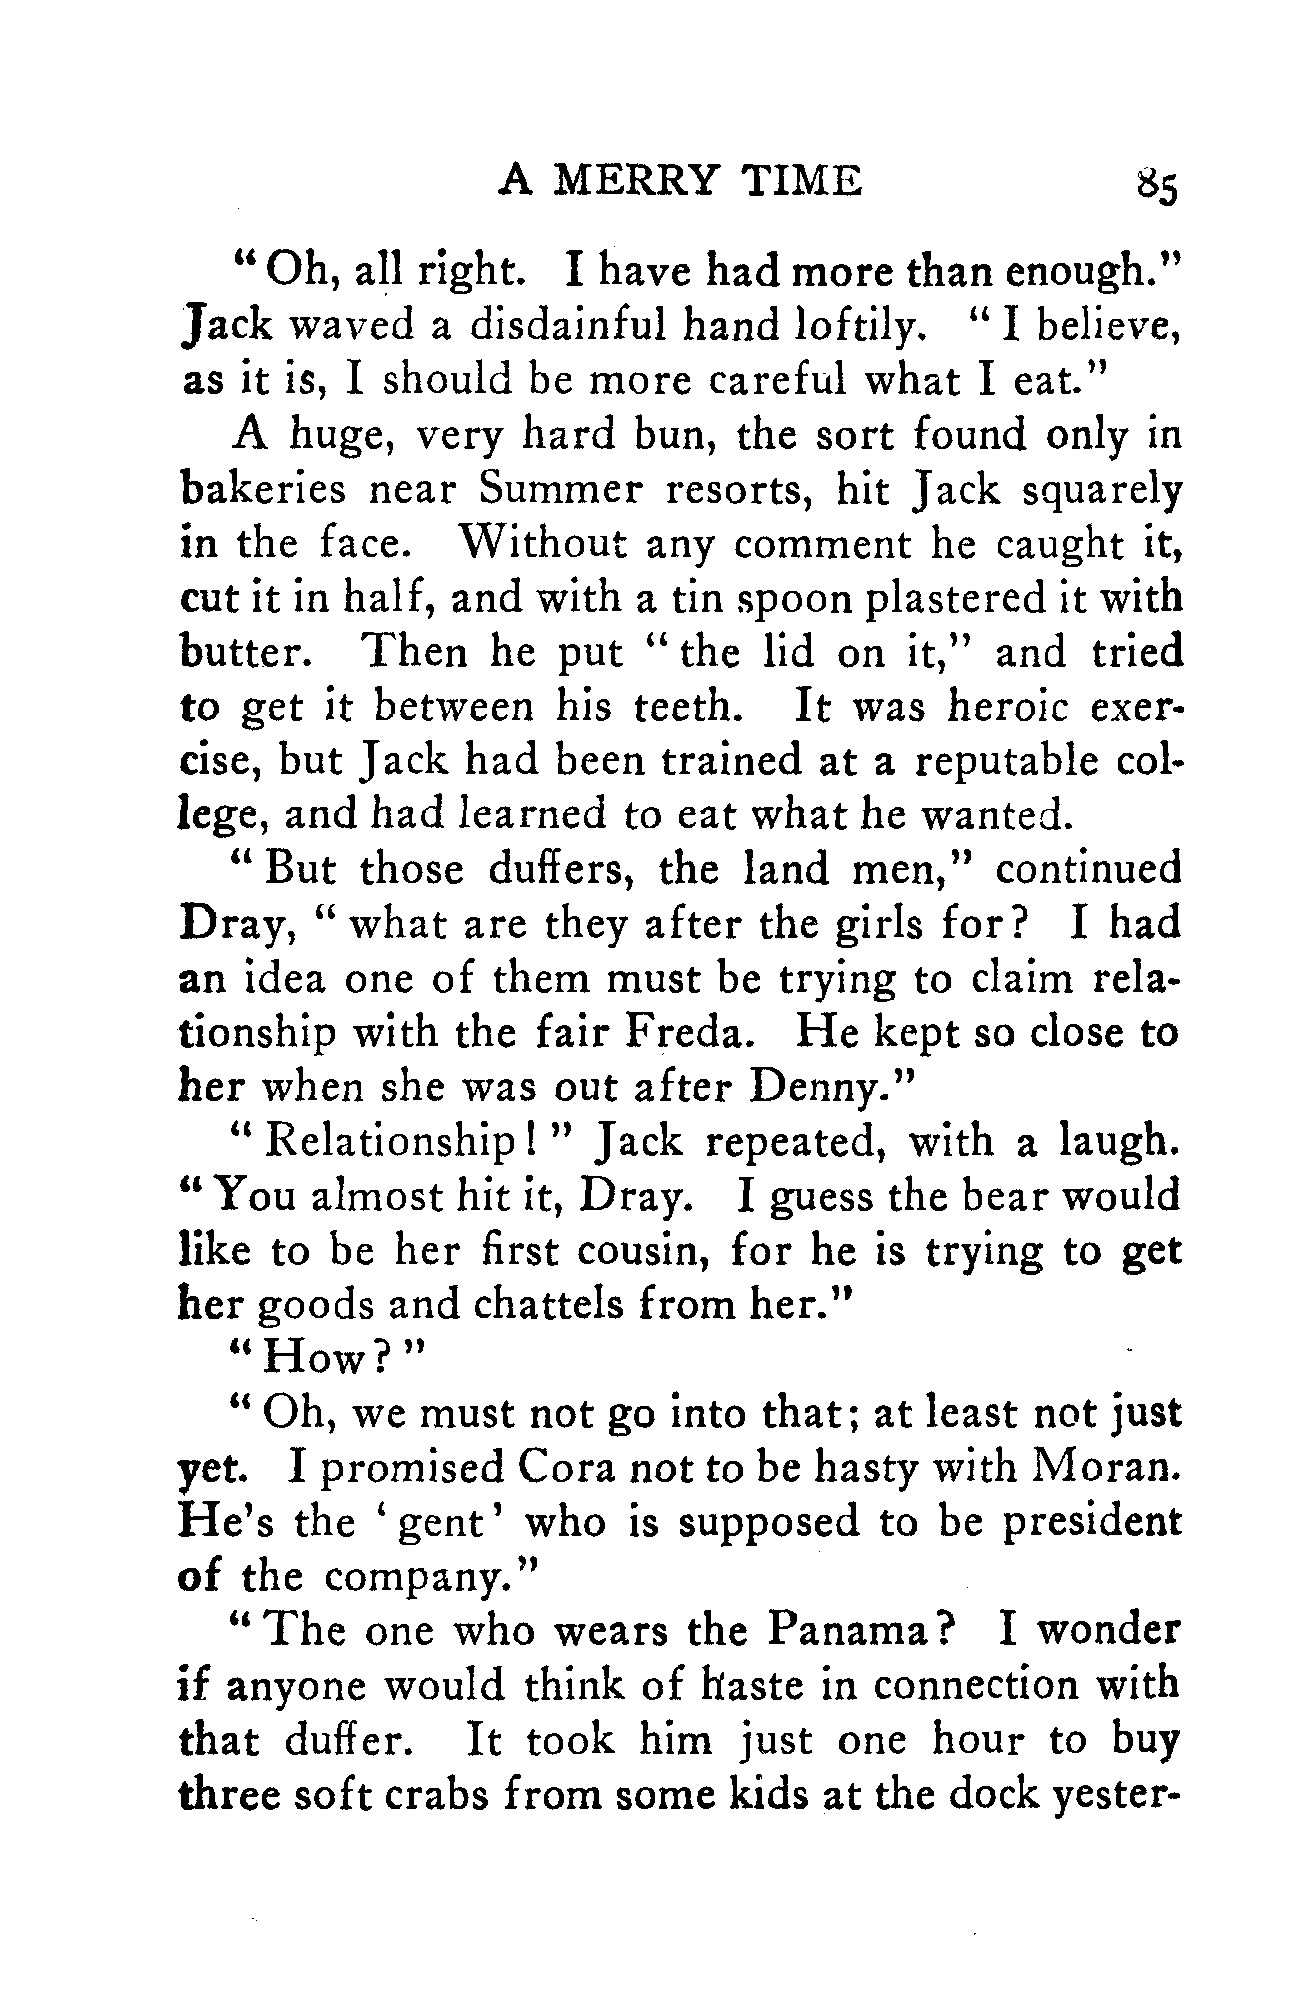 A MERRY TIME 85
“Oh, all right. I have had more than enough.”
Jack waved a disdainful hand loftily. “I believe,
as it is, I should be more careful what I eat.”
A huge, very hard bun, the sort found only in
bakeries near Summer resorts, hit Jack squarely
in the face. Without any comment he caught it,
cut it in half, and with a tin spoon plastered it with
butter. Then he put “the lid on it,” and tried
to get it between his teeth. It was heroic exer-
cise, but Jack had been trained at a reputable col-
lege, and had learned to eat what he wanted.
“But those duffers, the land men,” continued
Dray, “what are they after the girls for? I had
an idea one of them must be trying to claim rela-
tionship with the fair Freda. He kept so close to
her when she was out after Denny.”
“Relationship!” Jack repeated, with a laugh.
“You almost hit it, Dray. I guess the bear would
like to be her first cousin, for he is trying to get
her goods and chattels from her.”
“How?”
“Oh, we must not go into that; at least not just
yet. I promised Cora not to be hasty with Moran.
He’s the ‘gent’ who is supposed to be president
of the company.”
“The one who wears the Panama? I wonder
if anyone would think of haste in connection with
that duffer. It took him just one hour to buy
three soft crabs from some kids at the dock yester-